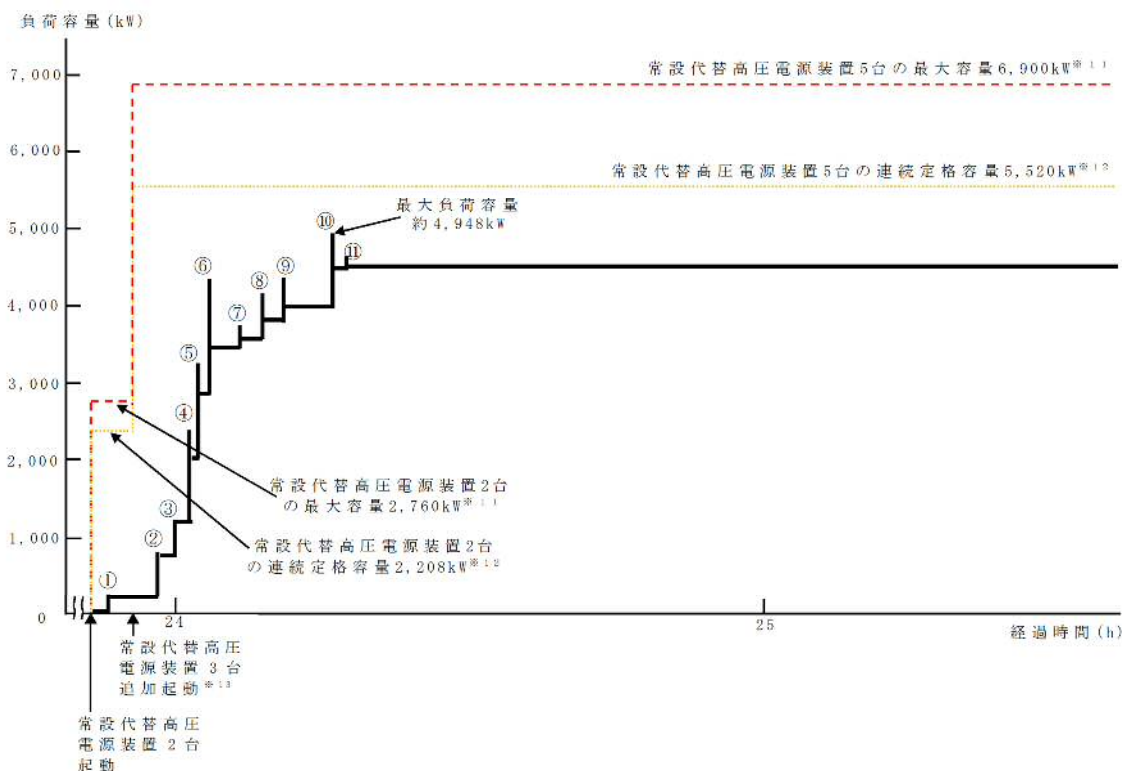 負荷容量(kW)
7,000
常設代替高圧電源装置5台の最大容量6,900kW※11
6,000
常設代替高圧電源装置5台の連続定格容量5,520kW※12
最大負荷容量
約4,948kW
5,000
⑩
⑪
⑥
⑧
⑨
4,000
⑦
⑤
3,000
④
2,000
常設代替高圧電源装置2台
の最大容量2,760kW※11
③
常設代替高圧電源装置2台
の連続定格容量2,208kW※12
②
1,000
①
0
24
25
経過時間(h)
常設代替高圧
電源装置3台
追加起動※13
常設代替高圧
電源装置2台
起動